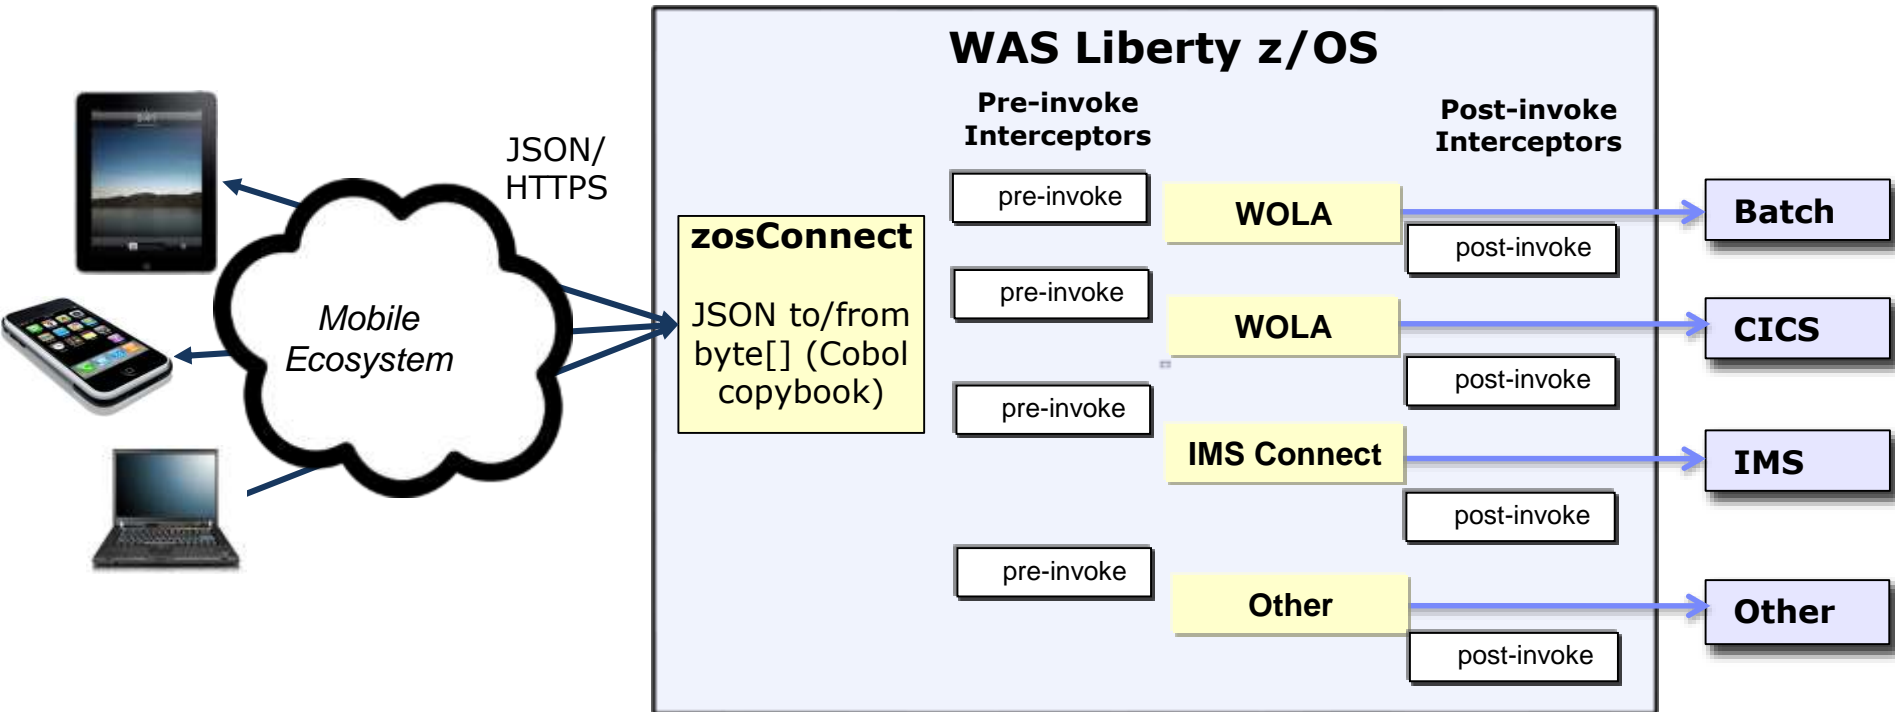 WAS Liberty z/OS
Pre-invoke
Interceptors
Post-invoke
Interceptors
JSON/
HTTPS
Mobile
Ecosystem
zosConnect
JSON to/from
byte[] (Cobol
copybook)
pre-invoke
WOLA
post-invoke
Batch
pre-invoke
WOLA
post-invoke
CICS
pre-invoke
IMS Connect
post-invoke
IMS
pre-invoke
Other
post-invoke
Other